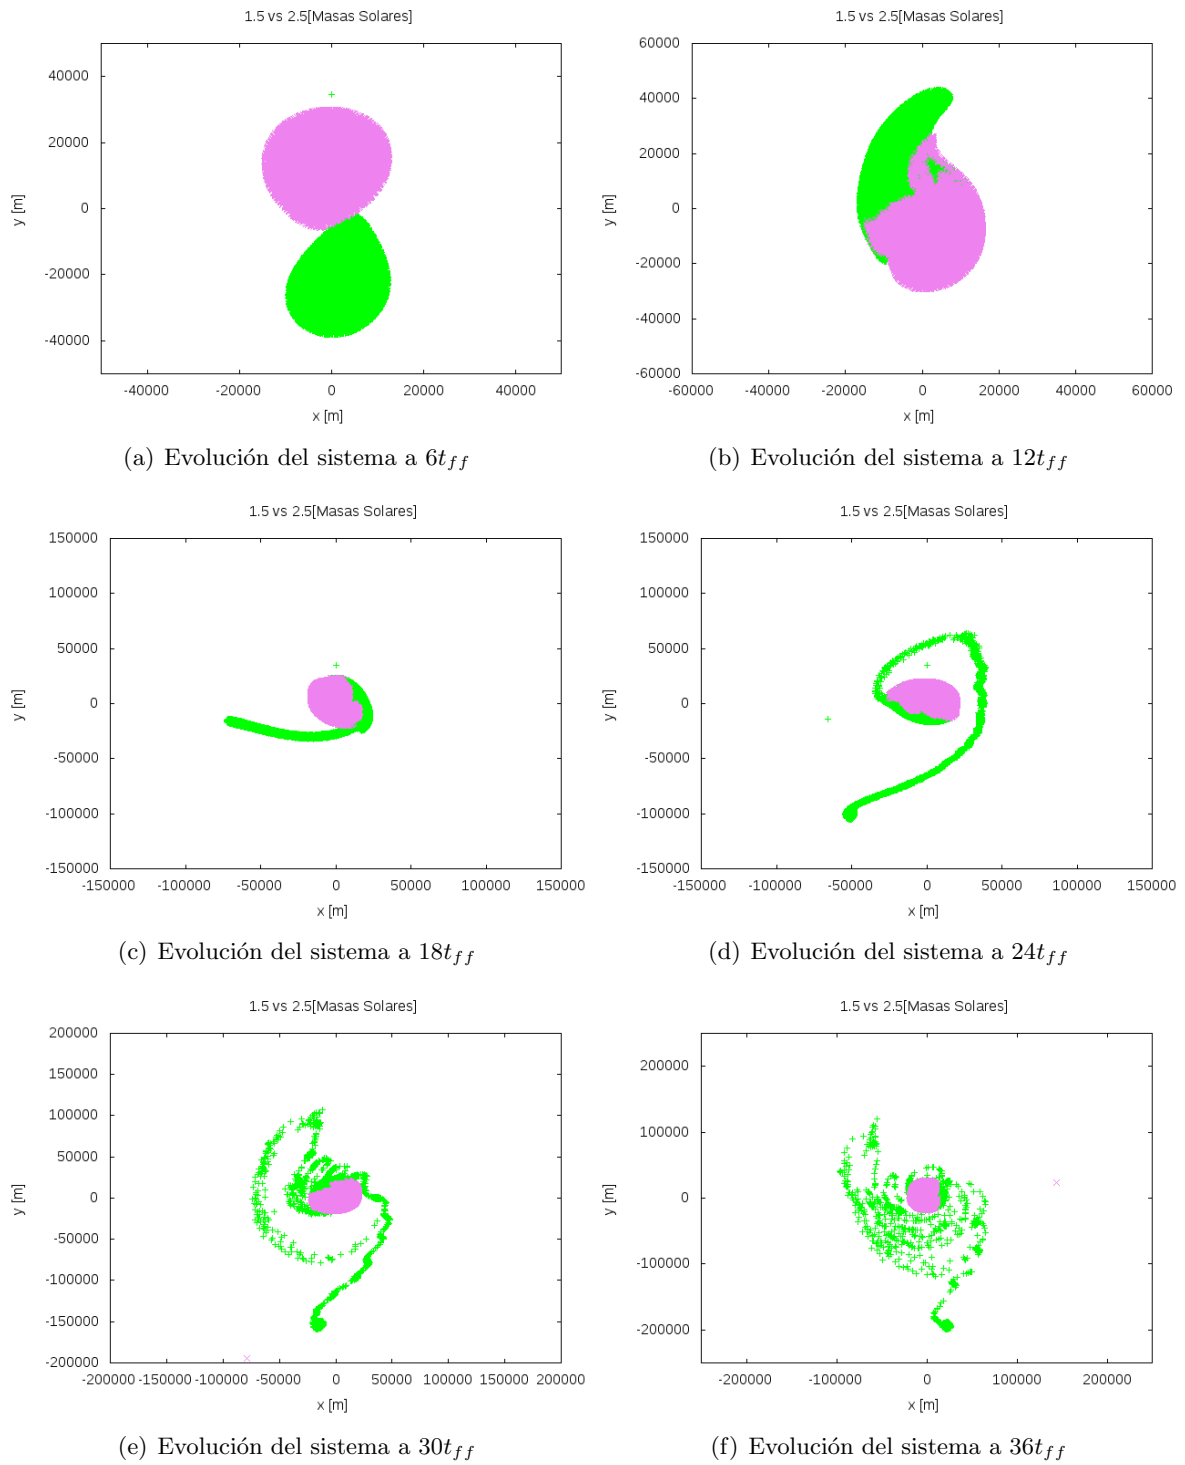 1.5 vs 2.5[Masas Solares]
40000
20000
0
-20000
-40000
y [m]
-40000 -20000 0 20000 40000
x [m]
(a) Evolución del sistema a 6tff
1.5 vs 2.5[Masas Solares]
60000
40000
20000
0
-20000
-40000
-60000
y [m]
-60000 -40000 -20000 0 20000 40000 60000
x [m]
(b) Evolución del sistema a 12tff
1.5 vs 2.5[Masas Solares]
150000
100000
50000
0
-50000
-100000
-150000
y [m]
-150000 -100000 -50000 0 50000 100000 150000
x [m]
(c) Evolución del sistema a 18tff
1.5 vs 2.5[Masas Solares]
150000
100000
50000
0
-50000
-100000
-150000
y [m]
-150000 -100000 -50000 0 50000 100000 150000
x [m]
(d) Evolución del sistema a 24tff
1.5 vs 2.5[Masas Solares]
200000
150000
100000
50000
0
-50000
-100000
-150000
-200000
y [m]
-200000 -150000 -100000 -50000 0 50000 100000 150000 200000
x [m]
(e) Evolución del sistema a 30tff
1.5 vs 2.5[Masas Solares]
200000
100000
0
-100000
-200000
y [m]
-200000 -100000 0 100000 200000
x [m]
(f) Evolución del sistema a 36tff